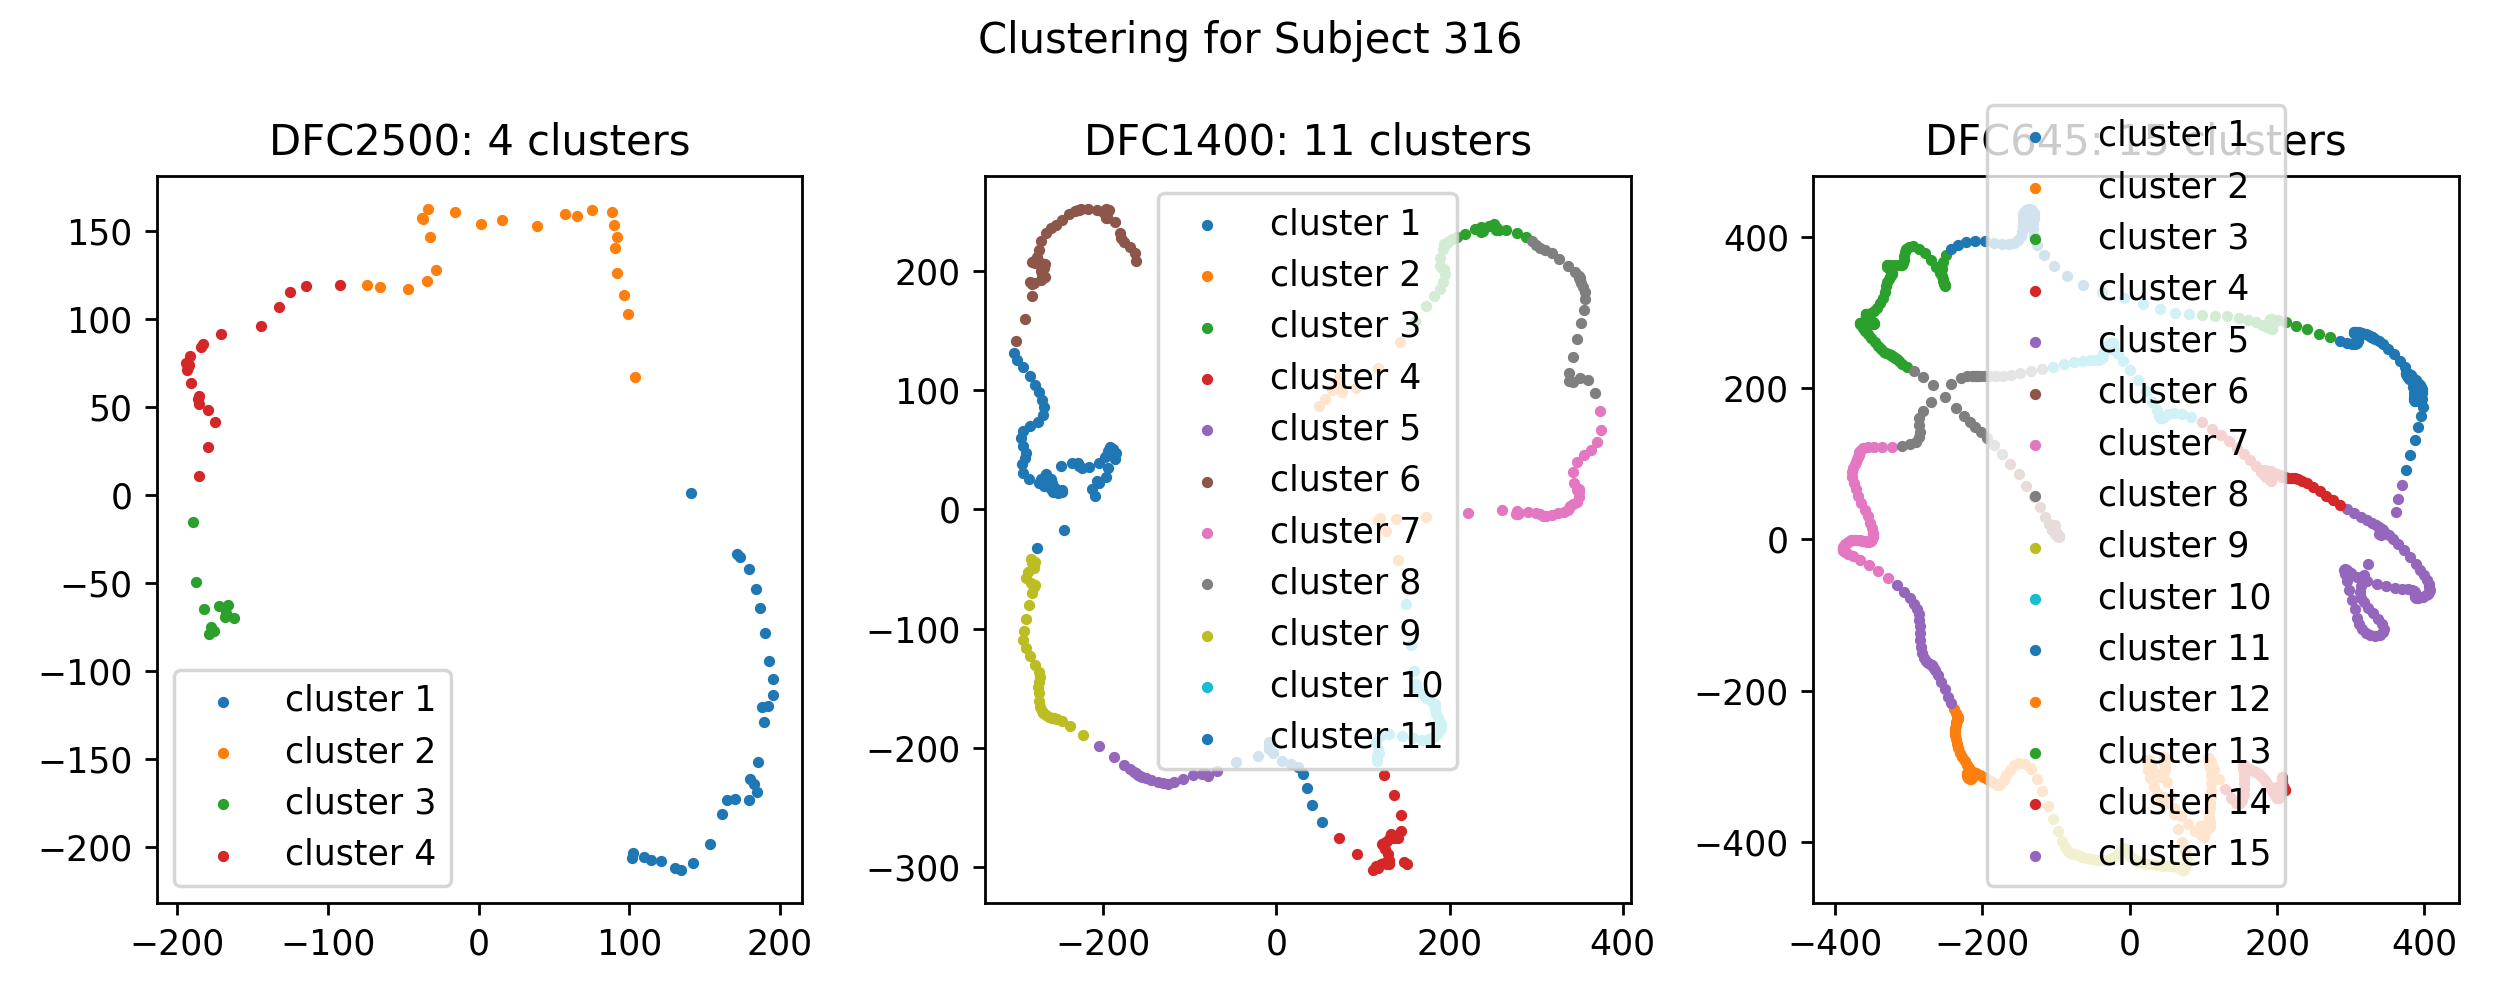 Clustering for Subject 316
DFC2500: 4 clusters
150
100
50
0
−50
−100
−150
−200
−200
−100
0
100
200
cluster 1
cluster 2
cluster 3
cluster 4
DFC1400: 11 clusters
200
100
0
−100
−200
−300
−200
0
200
400
cluster 1
cluster 2
cluster 3
cluster 4
cluster 5
cluster 6
cluster 7
cluster 8
cluster 9
cluster 10
cluster 11
DFC645: 15 clusters
400
200
0
−200
−400
−400
−200
0
200
400
cluster 1
cluster 2
cluster 3
cluster 4
cluster 5
cluster 6
cluster 7
cluster 8
cluster 9
cluster 10
cluster 11
cluster 12
cluster 13
cluster 14
cluster 15